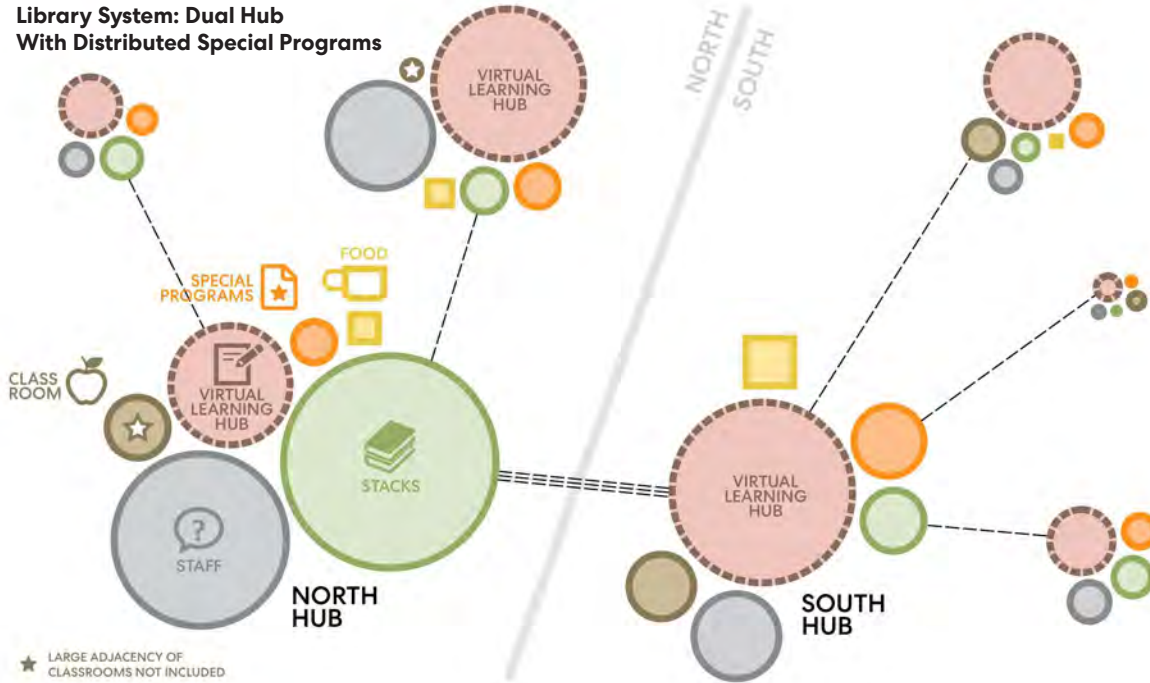 Library System: Dual Hub
With Distributed Special Programs
VIRTUAL
LEARNING
HUB
NORTH
SOUTH
SPECIAL
PROGRAMS
FOOD
CLASS
ROOM
VIRTUAL
LEARNING
HUB
STACKS
?
STAFF
NORTH
HUB
VIRTUAL
LEARNING
HUB
SOUTH
HUB
LARGE ADJACENCY OF
CLASSROOMS NOT INCLUDED